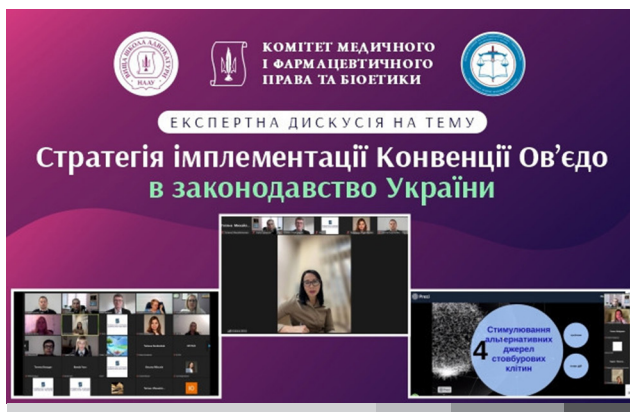 КОМІТЕТ МЕДИЧНОГО
І ФАРМАЦЕВТИЧНОГО
ПРАВА ТА БІОЕТИКИ
ЕКСПЕРТНА ДИСКУСІЯ НА ТЕМУ
Стратегія імплементації Конвенції Ов’єдо
в законодавство України
Prezi
4
Стимулювання
альтернативних
джерел
стовбурових
клітин